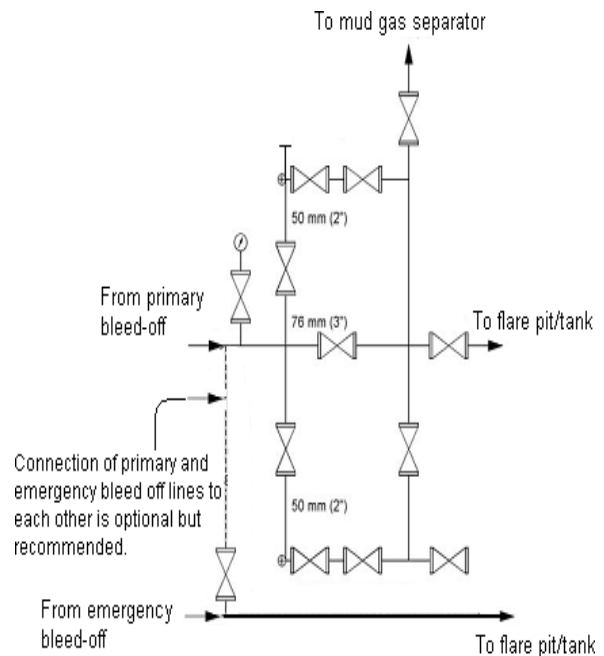 To mud gas separator
50 mm (2")
From primary
bleed-off
76 mm (3")
To flare pit/tank
Connection of primary and
emergency bleed off lines to
each other is optional but
recommended.
50 mm (2")
From emergency
bleed-off
To flare pit/tank